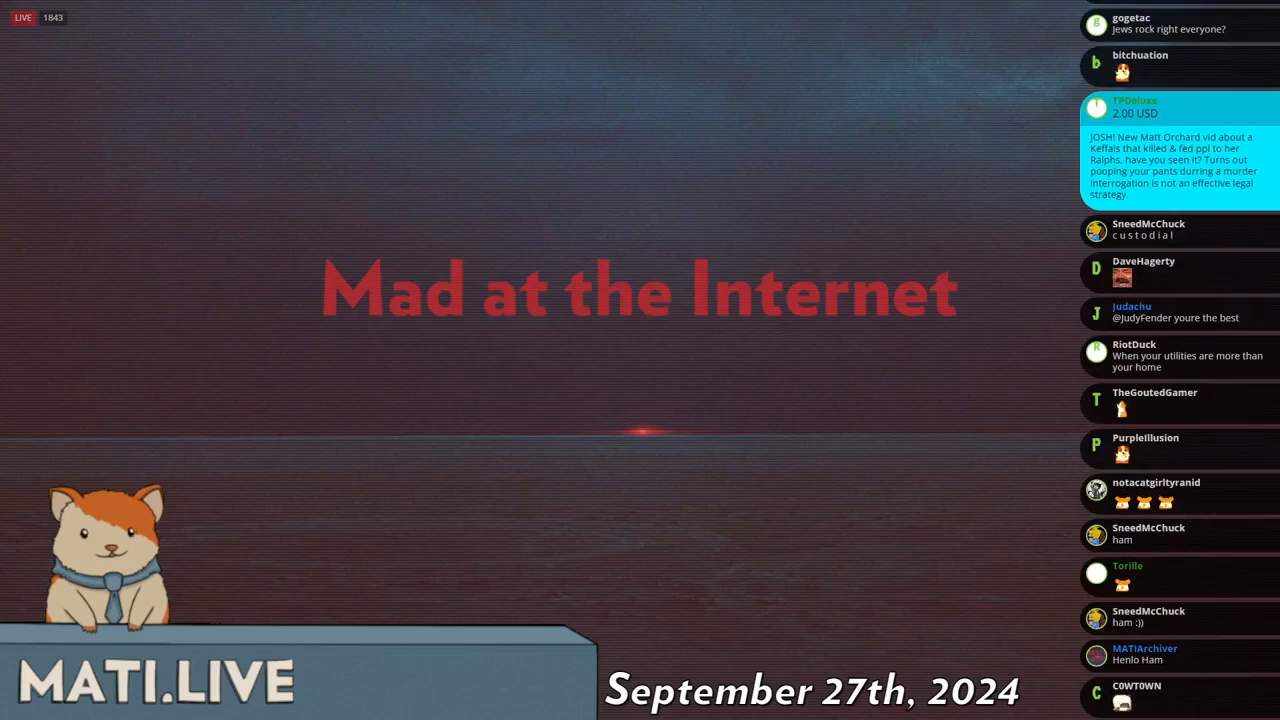 LIVE 1843
Mad at the Internet
MATI.LIVE
September 27th, 2024
gogetac
Jews rock right everyone?
b
bitchuation
TPDeluxe
2.00 USD
JOSH! New Matt Orchard vid about a
Keffals that killed & fed ppl to her
Ralphs, have you seen it? Turns out
pooping your pants durring a murder
interrogation is not an effective legal
strategy.
SneedMcChuck
c u s t o d i a l
D
DaveHagerty
J
Judachu
@JudyFender youre the best
R
RiotDuck
When your utilities are more than
your home
T
TheGoutedGamer
P
PurpleIllusion
notacatgirltyranid
SneedMcChuck
ham
Torille
SneedMcChuck
ham :))
MATIArchiver
Henlo Ham
C
C0WT0WN